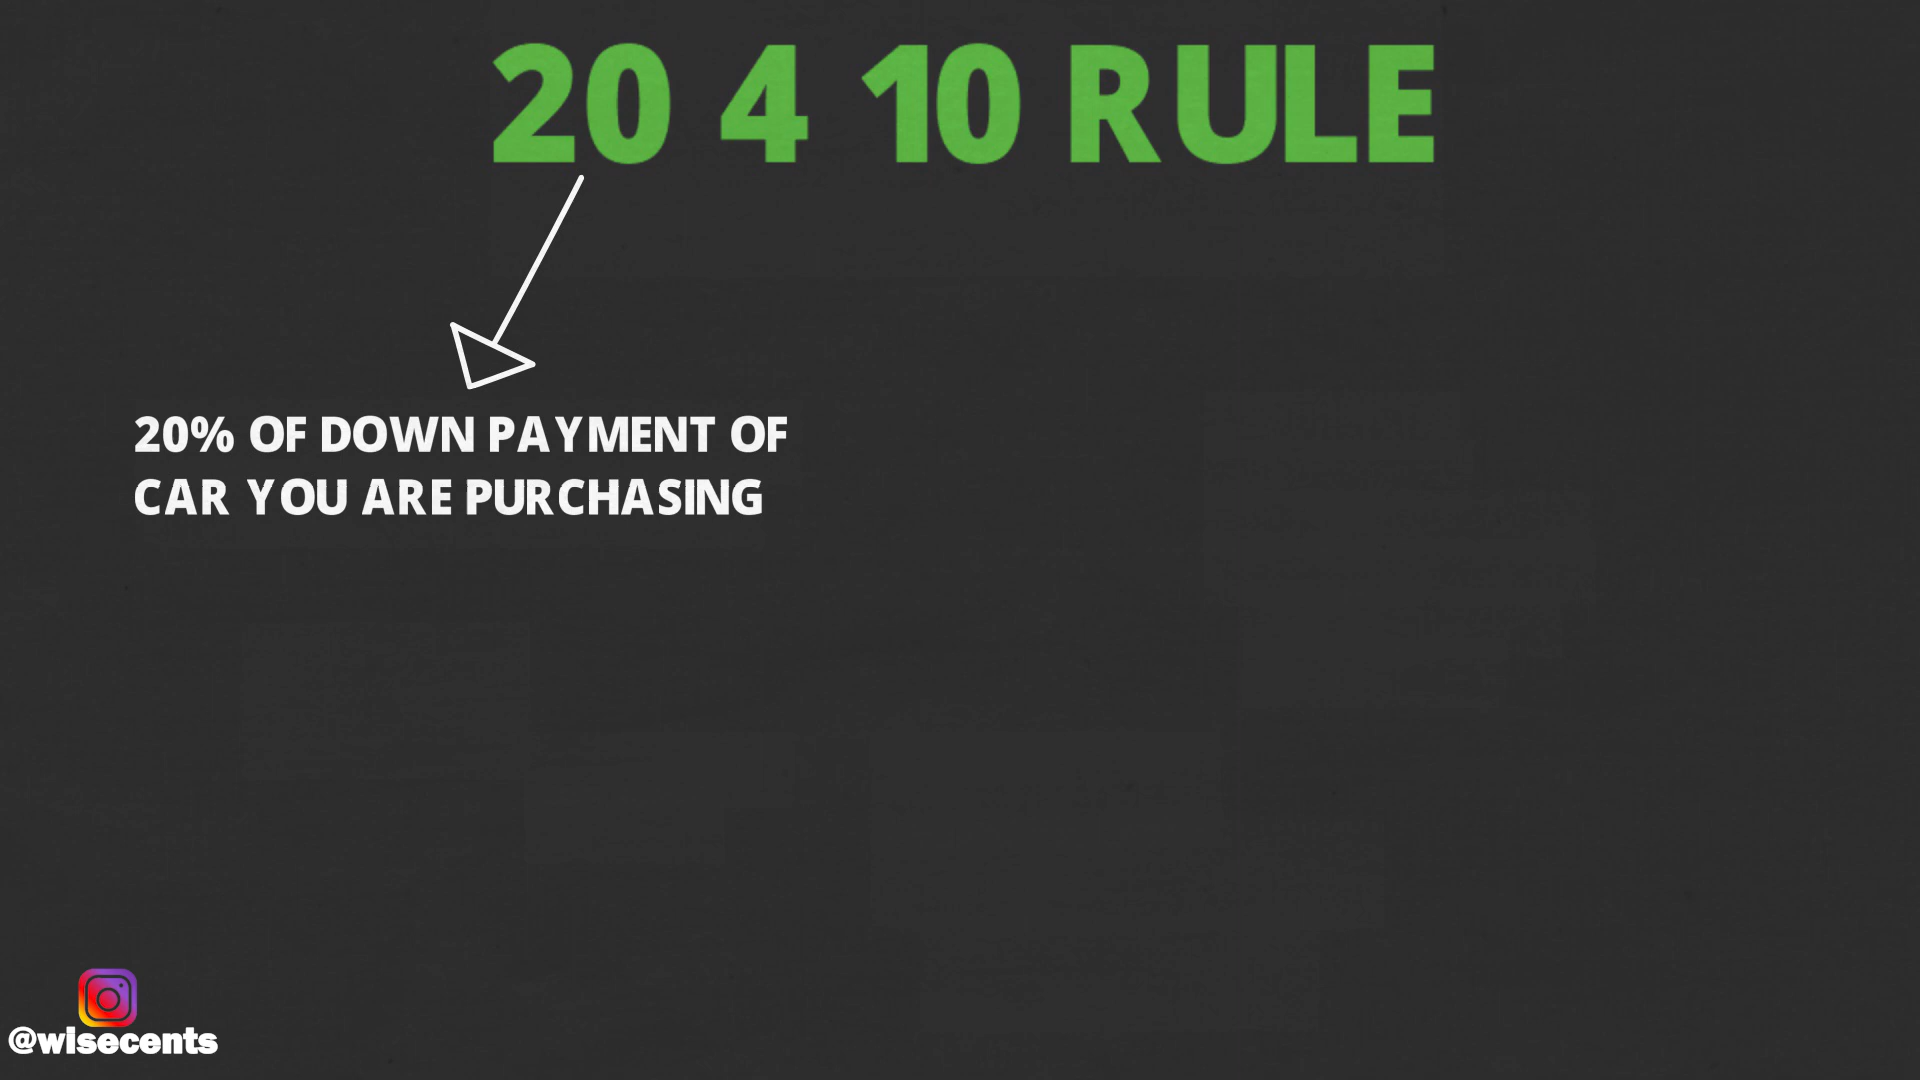 20 4 10 RULE
20% OF DOWN PAYMENT OF
CAR YOU ARE PURCHASING
@wisecents